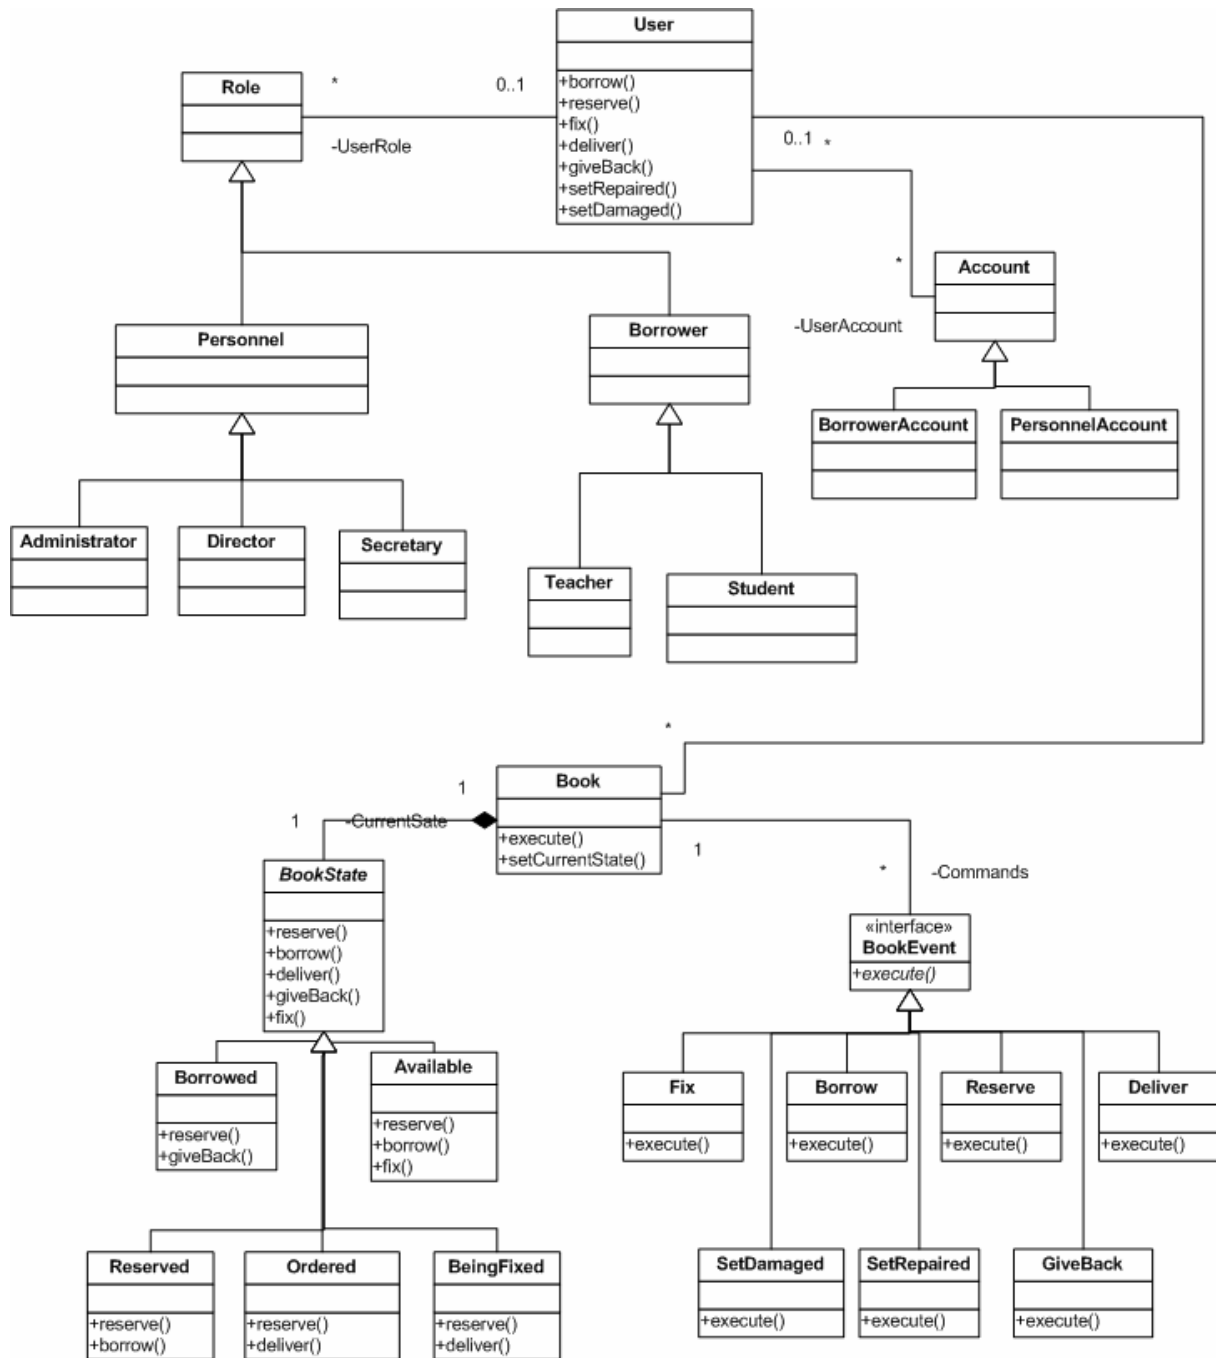 User
+borrow()
+reserve()
+fix()
+deliver()
+giveBack()
+setRepaired()
+setDamaged()
Role
*
0..1
-UserRole
0..1 *
*
-UserAccount
Account
Personnel
Borrower
BorrowerAccount
PersonnelAccount
Administrator
Director
Secretary
Teacher
Student
*
Book
+execute()
+setCurrentState()
1
1
-CurrentSate
1
*
-Commands
BookState
+reserve()
+borrow()
+deliver()
+giveBack()
+fix()
«interface»
BookEvent
+execute()
Borrowed
+reserve()
+giveBack()
Available
+reserve()
+borrow()
+fix()
Fix
+execute()
Borrow
+execute()
Reserve
+execute()
Deliver
+execute()
Reserved
+reserve()
+borrow()
Ordered
+reserve()
+deliver()
BeingFixed
+reserve()
+deliver()
SetDamaged
+execute()
SetRepaired
+execute()
GiveBack
+execute()